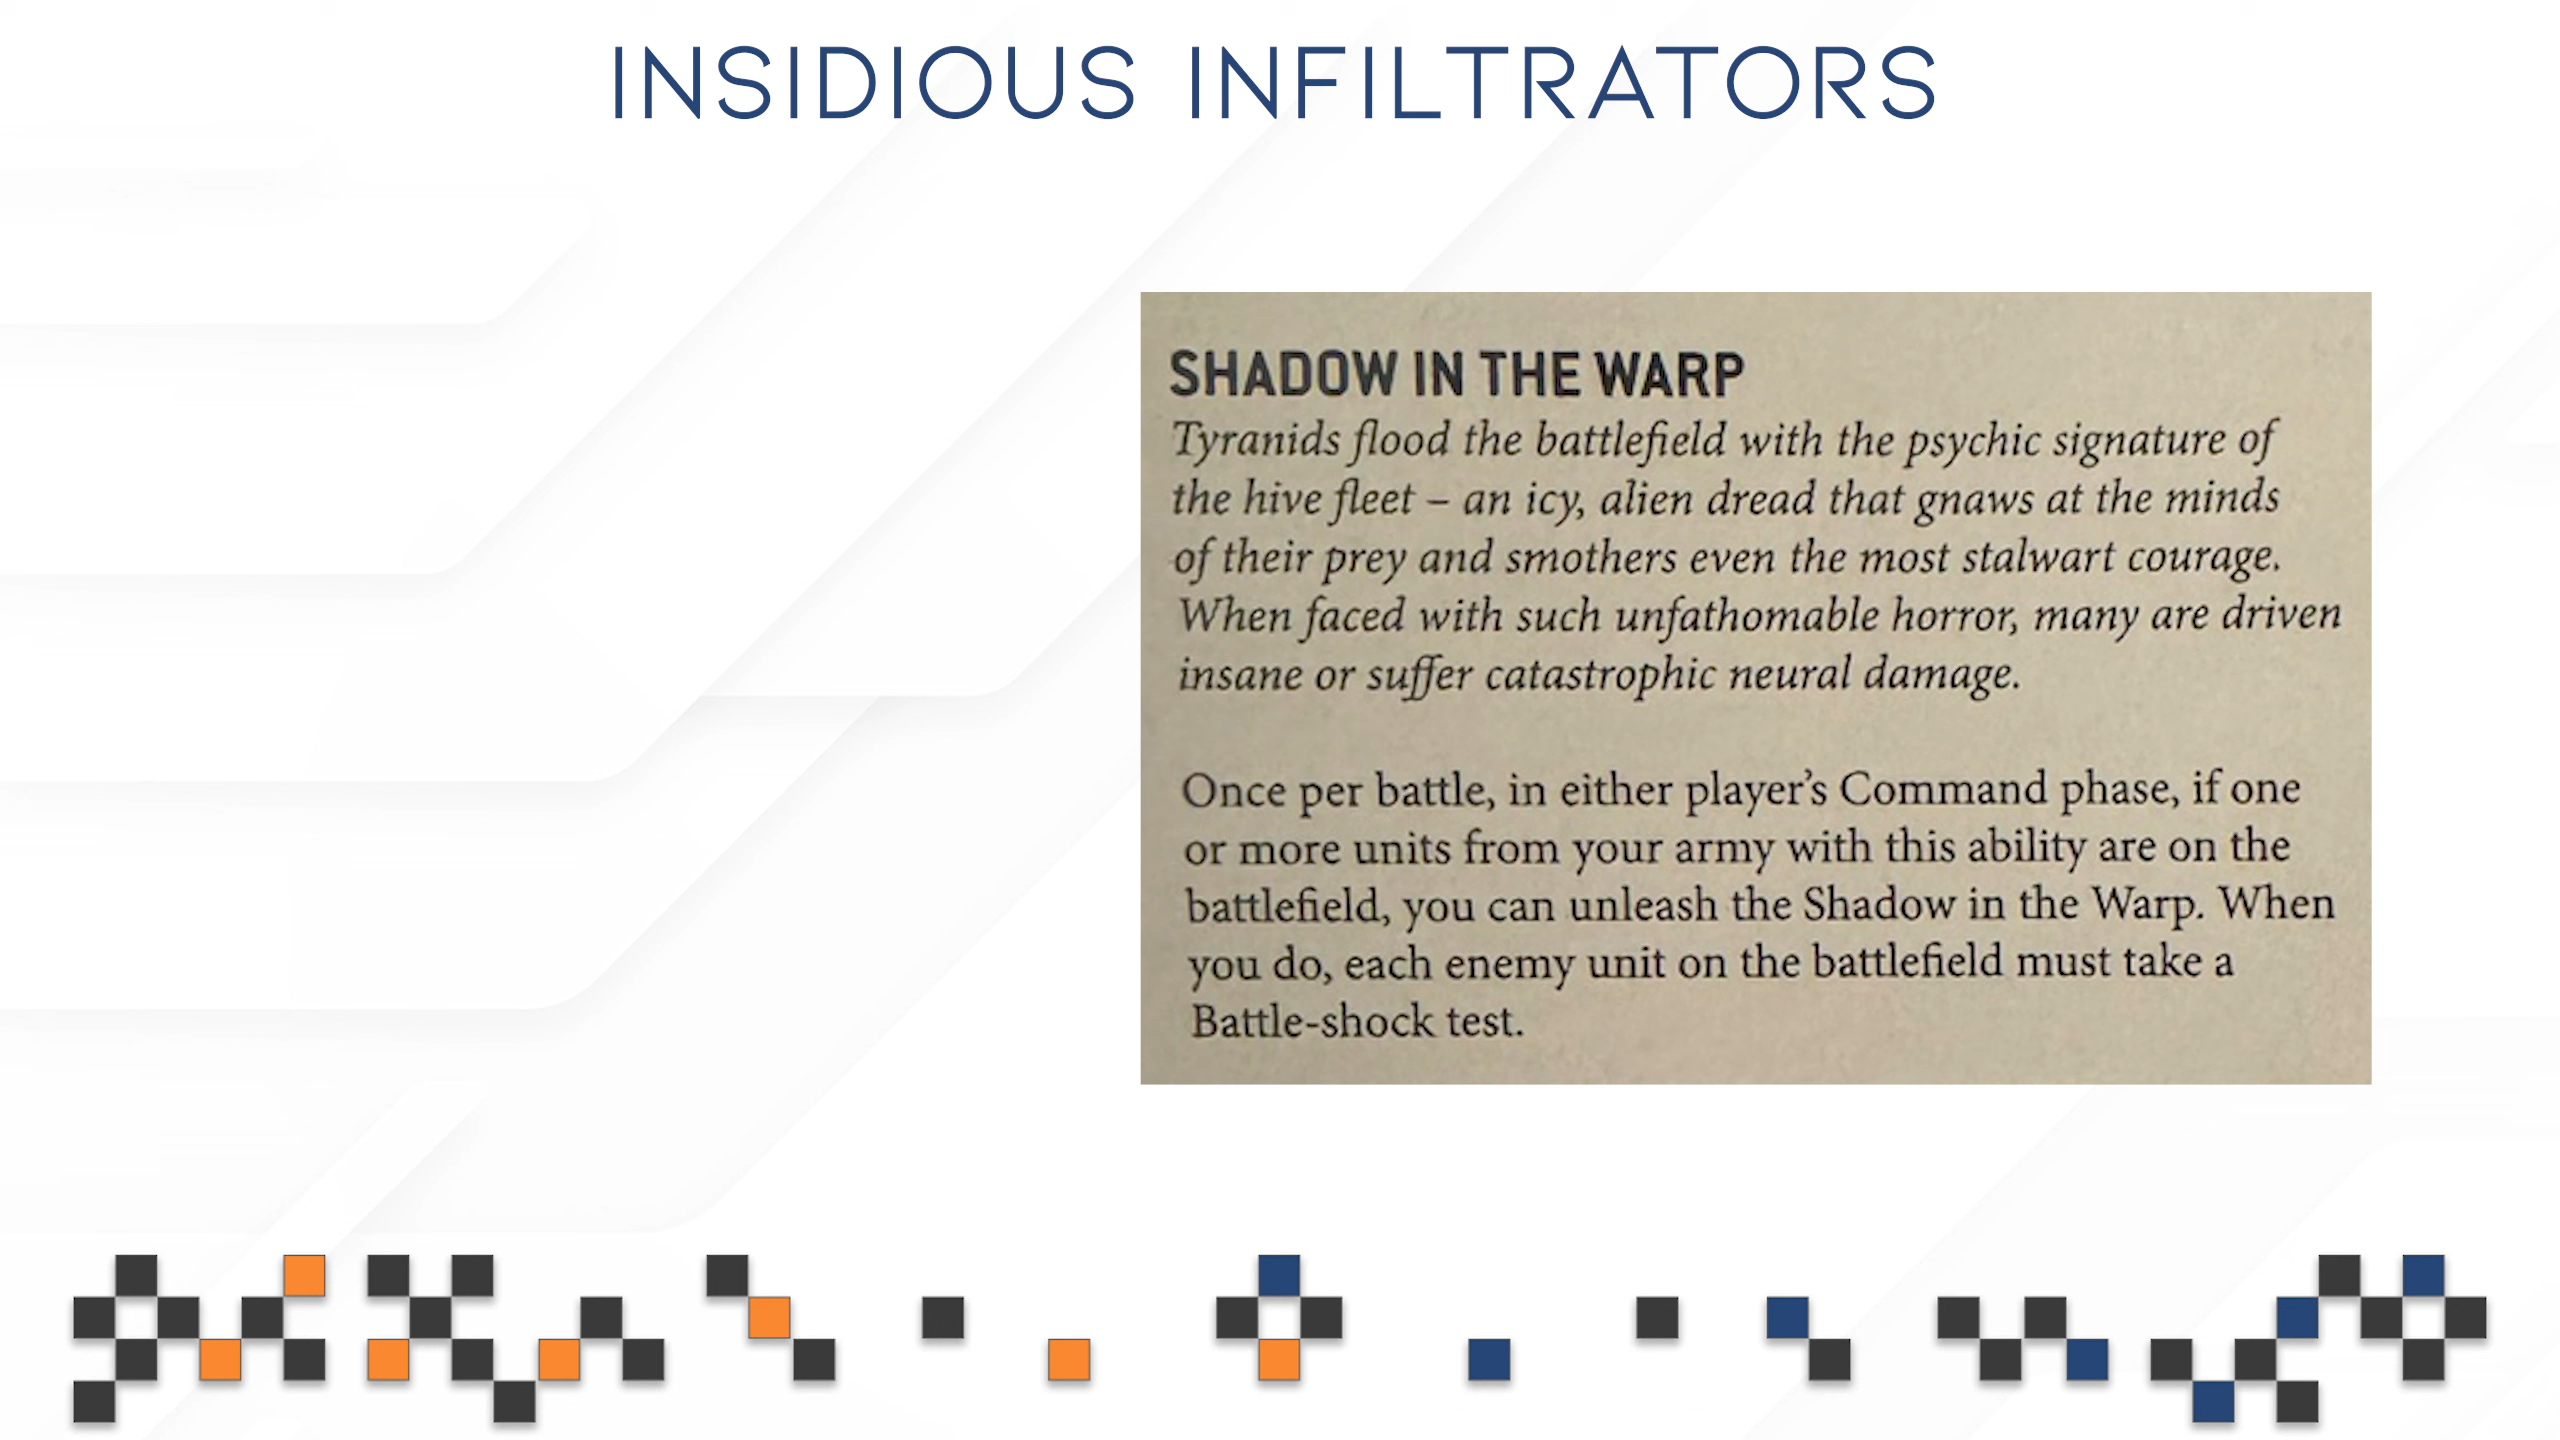 INSIDIOUS INFILTRATORS
SHADOW IN THE WARP
Tyranids flood the battlefield with the psychic signature of
the hive fleet – an icy, alien dread that gnaws at the minds
of their prey and smothers even the most stalwart courage.
When faced with such unfathomable horror, many are driven
insane or suffer catastrophic neural damage.
Once per battle, in either player's Command phase, if one
or more units from your army with this ability are on the
battlefield, you can unleash the Shadow in the Warp. When
you do, each enemy unit on the battlefield must take a
Battle-shock test.